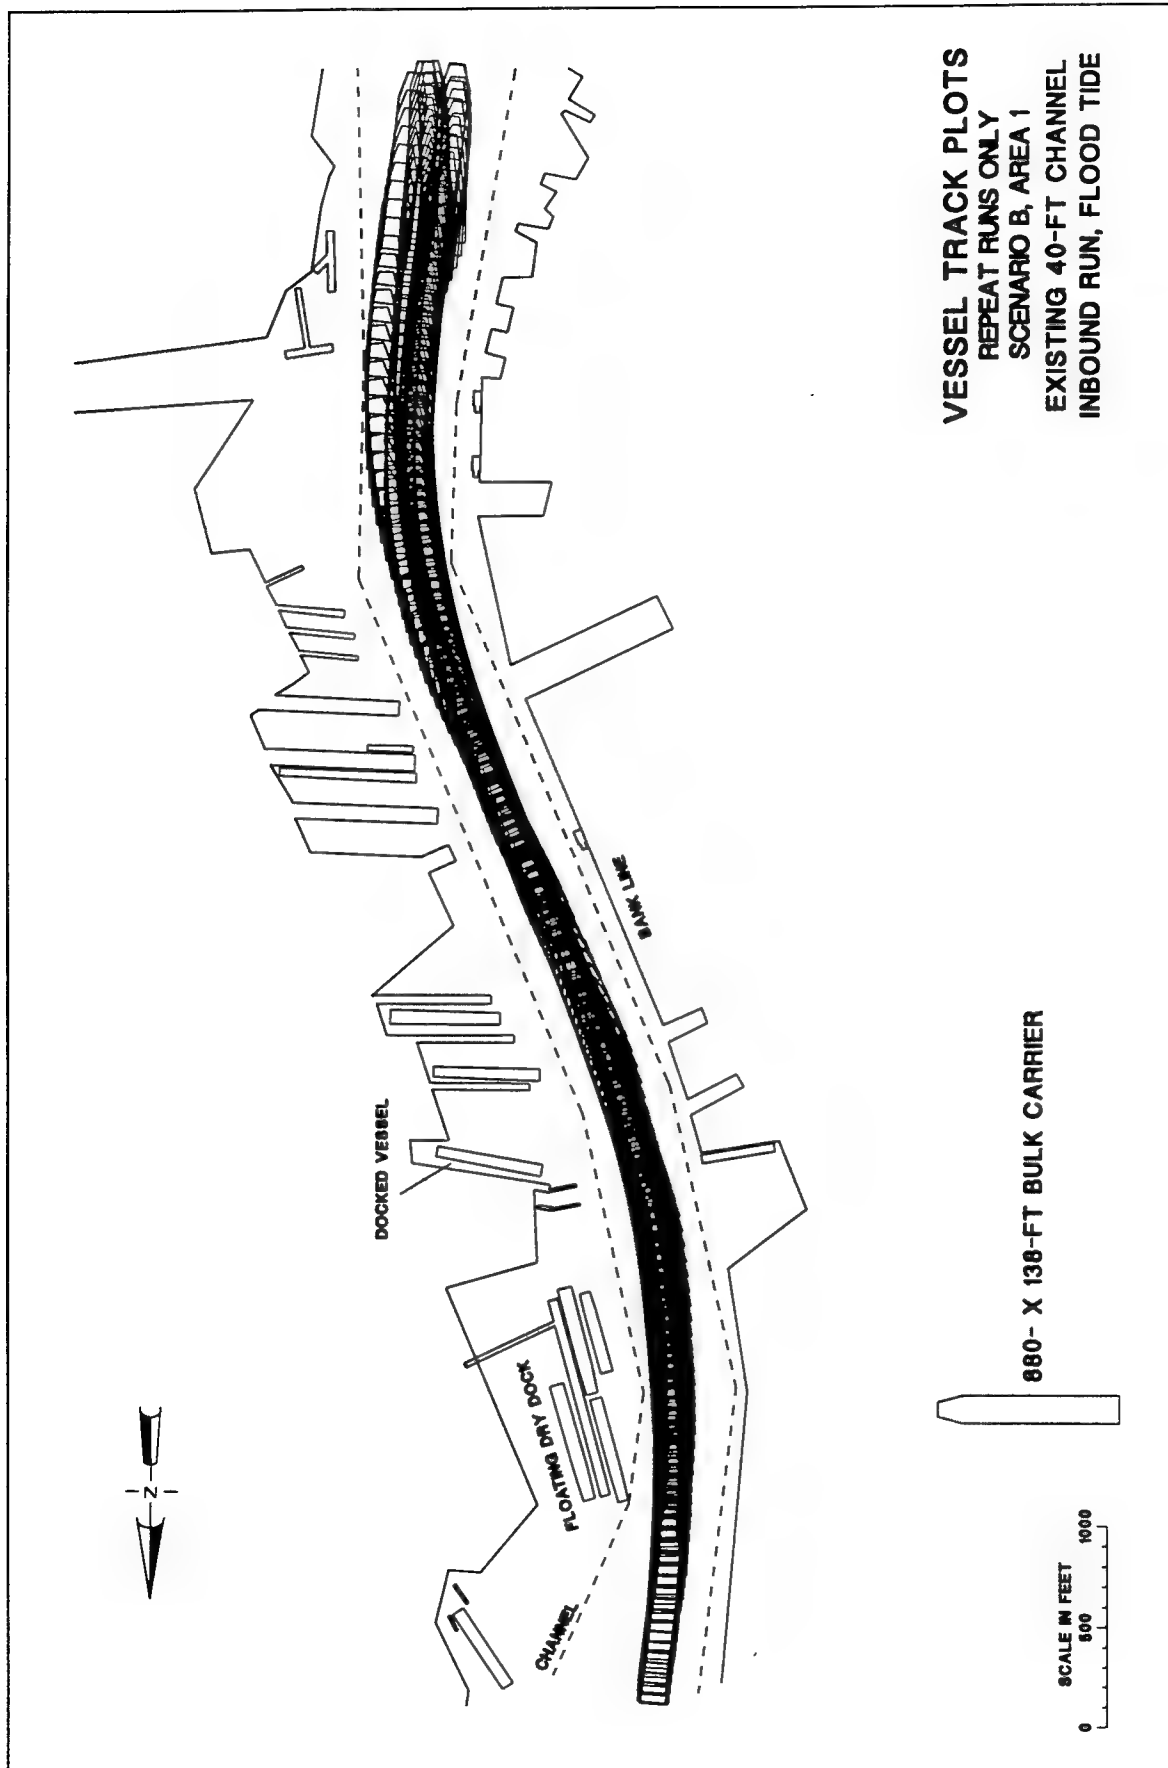 VESSEL TRACK PLOTS
REPEAT RUNS ONLY
SCENARIO B, AREA 1
EXISTING 40-FT CHANNEL
INBOUND RUN, FLOOD TIDE
N
DOCKED VESSEL
BANK LINE
FLOATING DRY DOCK
CHANNEL
880- X 138-FT BULK CARRIER
SCALE IN FEET
0 500 1000